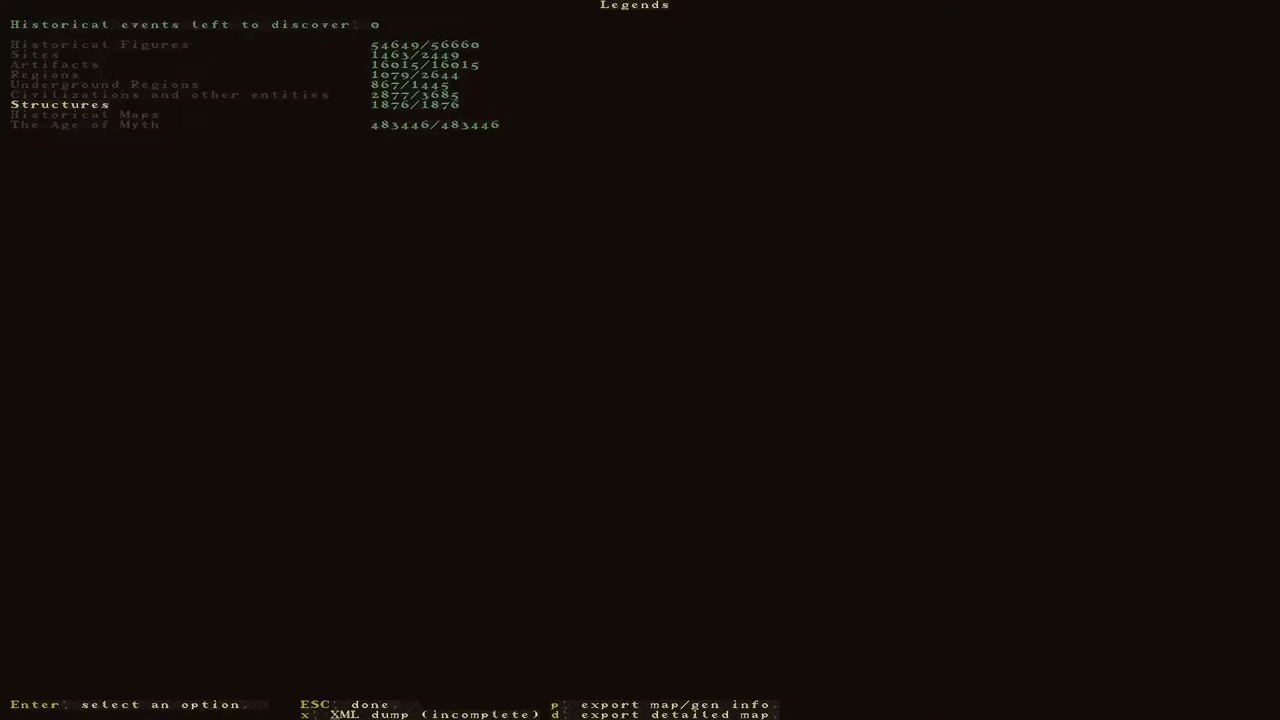 Legends
Historical events left to discover: 0
Historical Figures 54649/56660
Sites 1463/2449
Artifacts 16015/16015
Regions 1079/2644
Underground Regions 867/1445
Civilizations and other entities 2877/3685
Structures 1876/1876
Historical Maps
The Age of Myth 483446/483446
Enter: select an option. ESC: done. p: export map/gen info.
x: XML dump (incomplete) d: export detailed map.